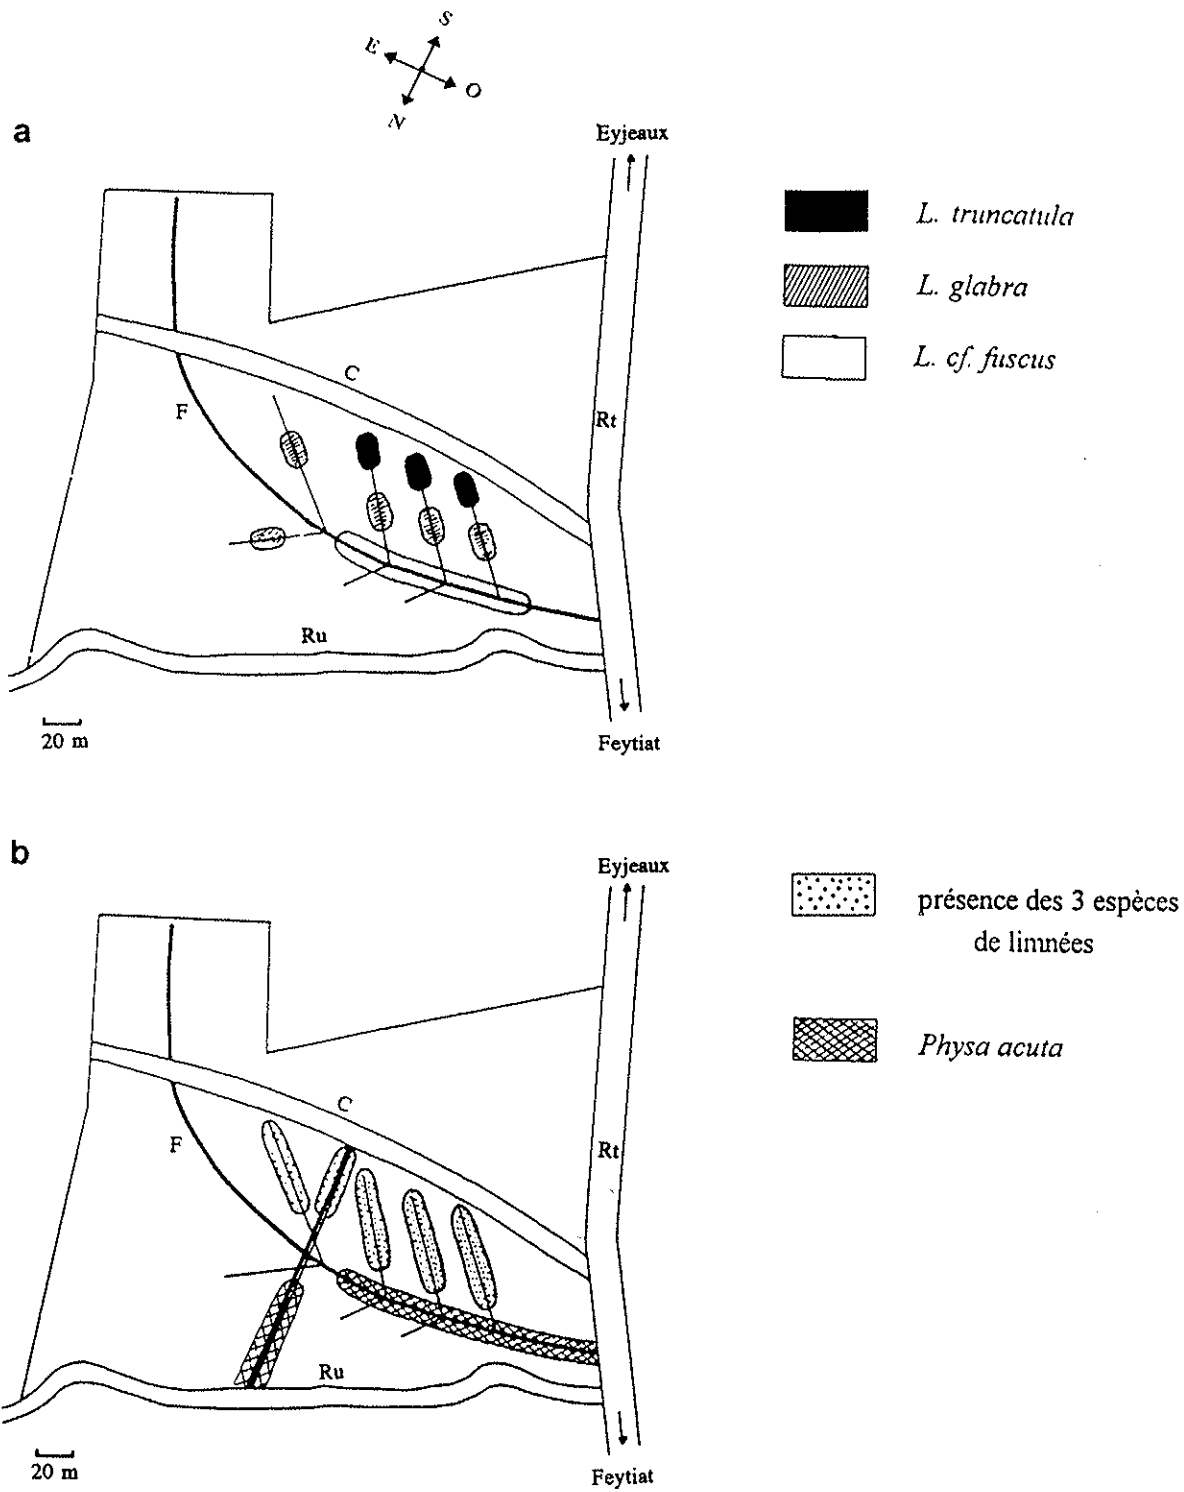 S
E
O
N
a
Eyjeaux
L. truncatula
L. glabra
L. cf. fuscus
C
F
Rt
Ru
20 m
Feytiat
b
Eyjeaux
présence des 3 espèces
de limnées
Physa acuta
C
F
Rt
Ru
20 m
Feytiat